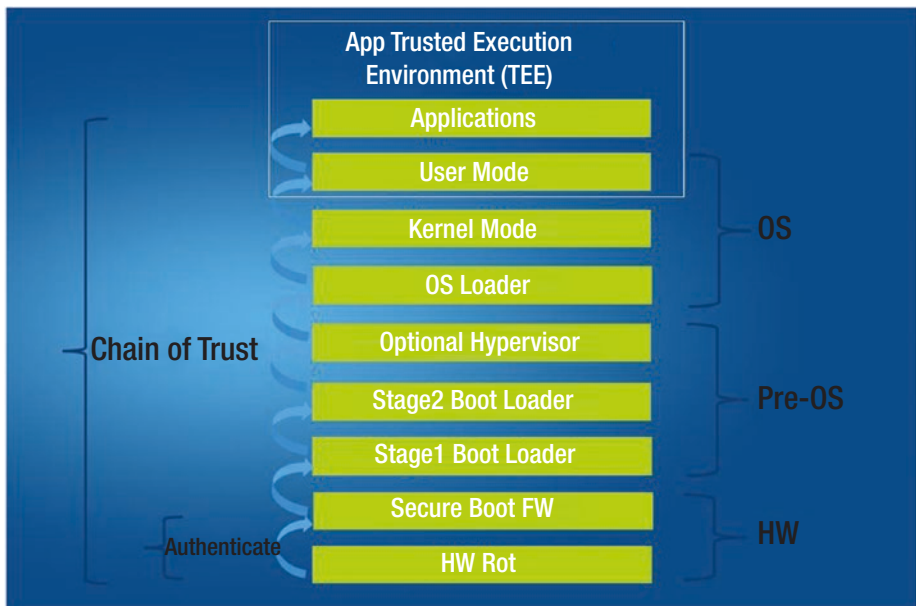 App Trusted Execution
Environment (TEE)
Applications
User Mode
Kernel Mode
OS
OS Loader
Optional Hypervisor
Chain of Trust
Stage2 Boot Loader
Pre-OS
Stage1 Boot Loader
Secure Boot FW
HW
Authenticate
HW Rot